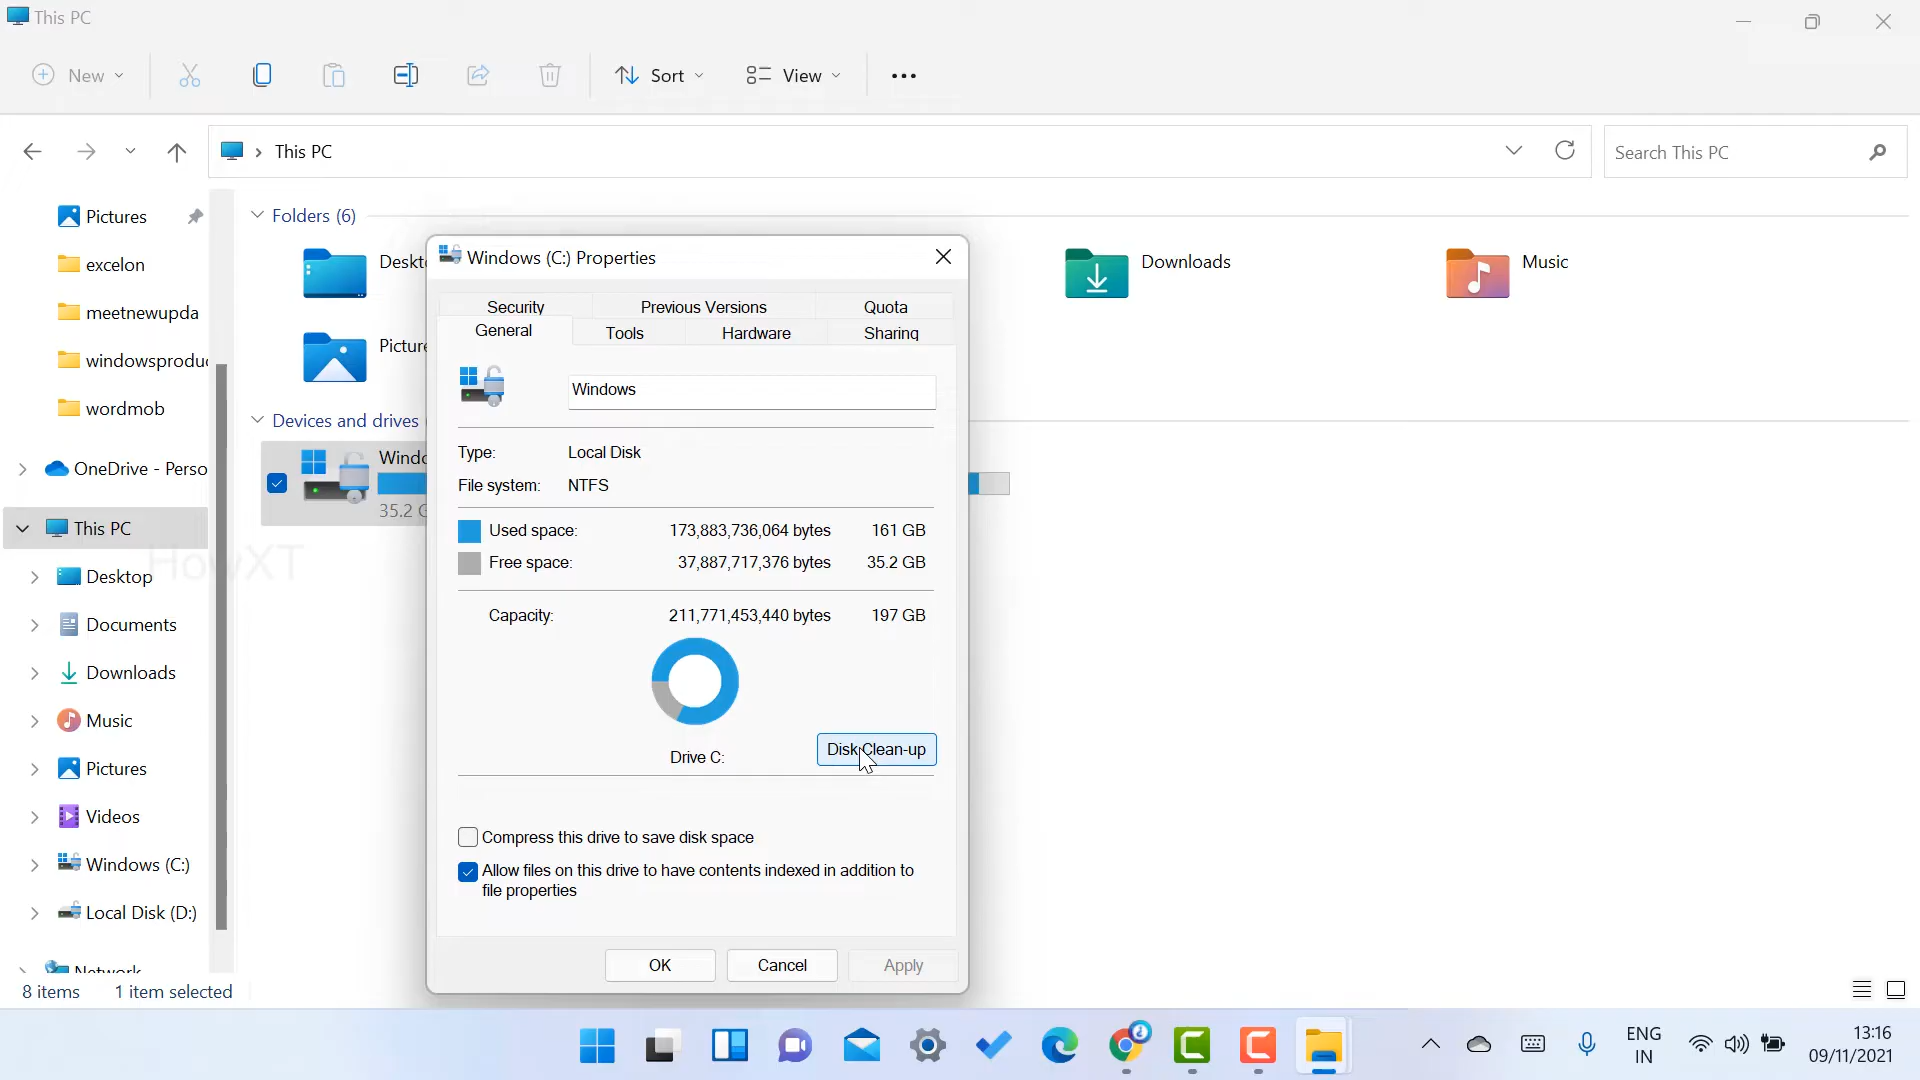 This PC
New
Sort
View
This PC
Search This PC
Pictures
excelon
meetnewupda
windowsproduc
wordmob
OneDrive - Perso
This PC
Desktop
Documents
Downloads
Music
Pictures
Videos
Windows (C:)
Local Disk (D:)
Network
Folders (6)
Deskt
Downloads
Music
Picture
Devices and drives
Windo
35.2 G
Windows (C:) Properties
Security Previous Versions Quota
General Tools Hardware Sharing
Windows
Type: Local Disk
File system: NTFS
Used space: 173,883,736,064 bytes 161 GB
Free space: 37,887,717,376 bytes 35.2 GB
Capacity: 211,771,453,440 bytes 197 GB
Drive C:
Disk Clean-up
Compress this drive to save disk space
Allow files on this drive to have contents indexed in addition to
file properties
OK Cancel Apply
HowXT
8 items 1 item selected
ENG
IN
13:16
09/11/2021